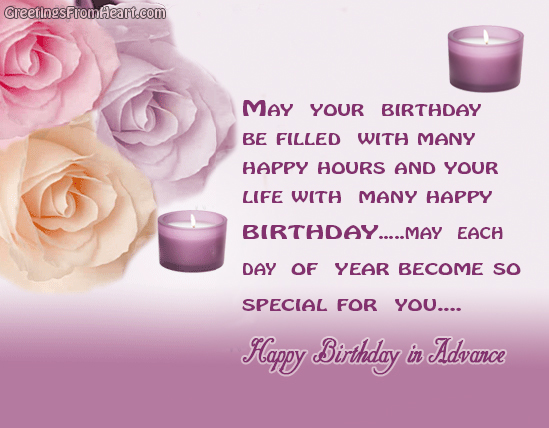 GreetingsFromHeart.com
May your birthday
be filled with many
happy hours and your
life with many happy
birthday.....may each
day of year become so
special for you....
Happy Birthday in Advance